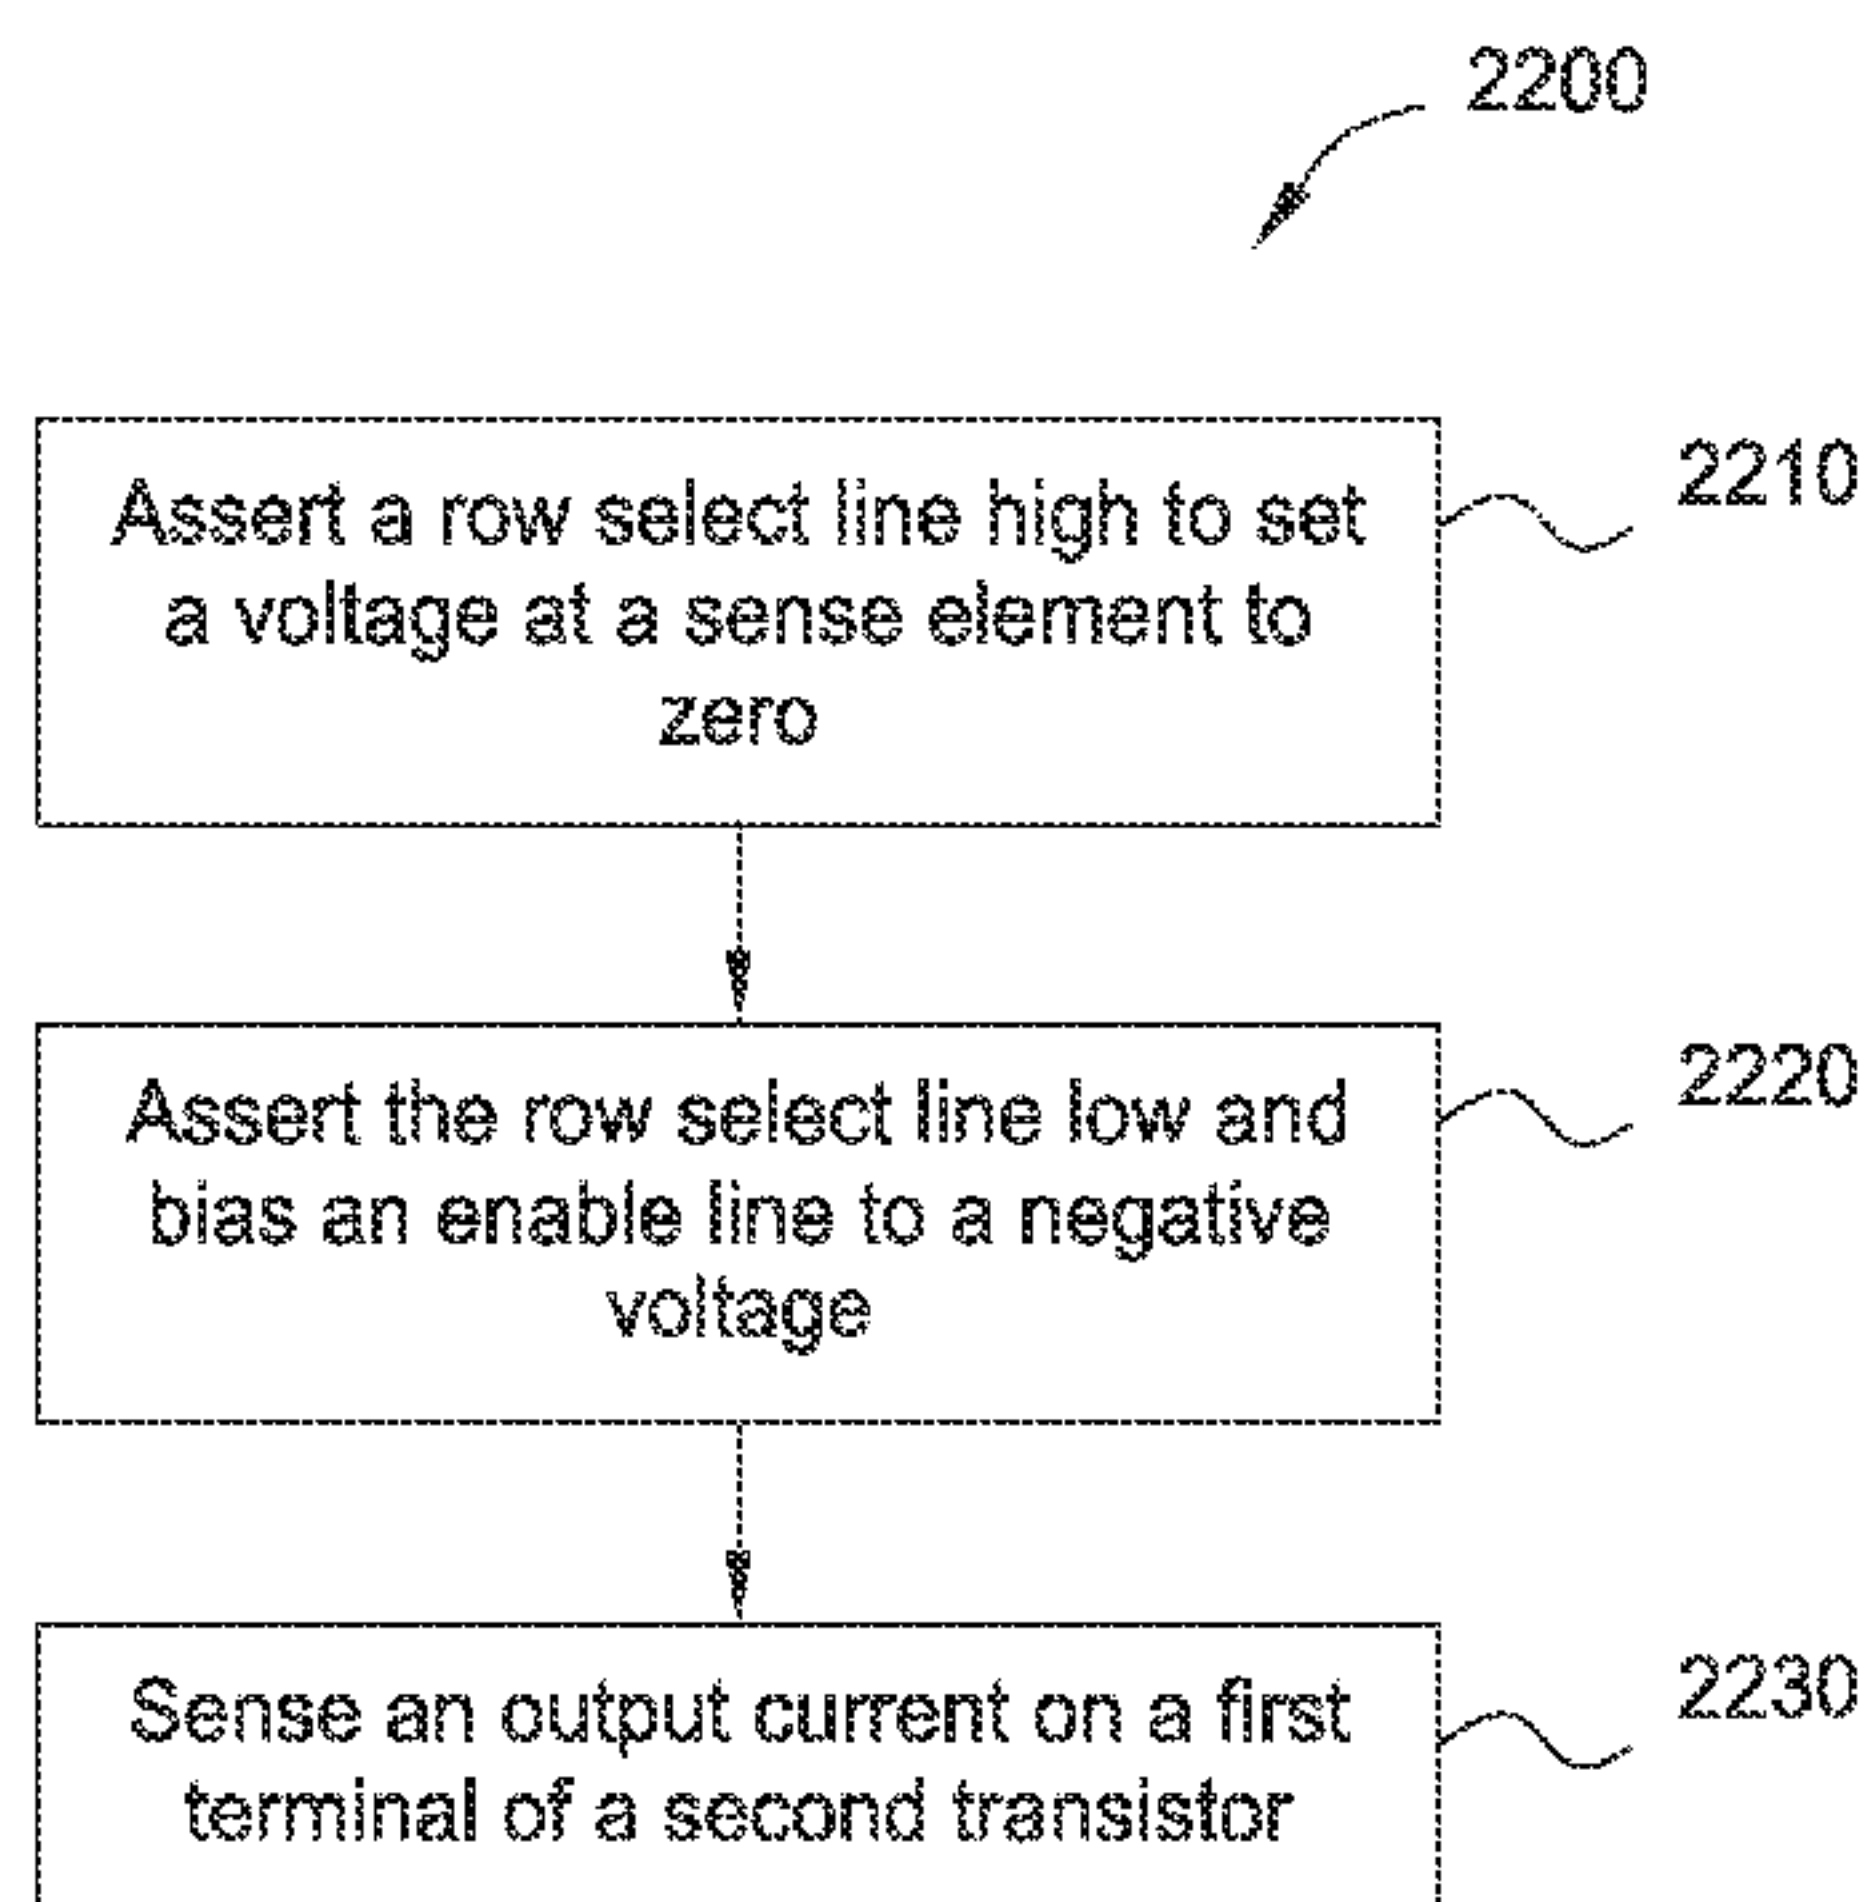 2200
Assert a row select line high to set
a voltage at a sense element to
zero
2210
Assert the row select line low and
bias an enable line to a negative
voltage
2220
Sense an output current on a first
terminal of a second transistor
2230